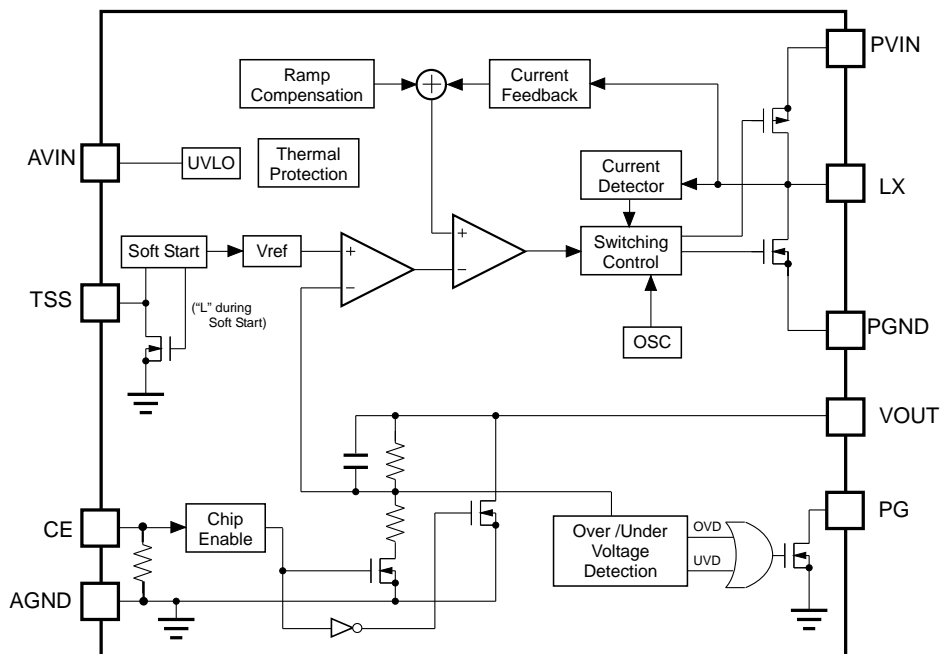 PVIN
Ramp
Compensation
+
Current
Feedback
AVIN
UVLO
Thermal
Protection
Current
Detector
LX
Soft Start
Vref
+
−
+
−
Switching
Control
TSS
("L" during
Soft Start)
OSC
PGND
VOUT
CE
Chip
Enable
Over /Under
Voltage
Detection
OVD
UVD
PG
AGND